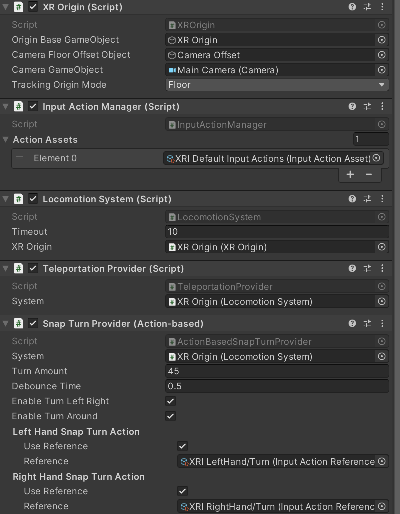 XR Origin (Script)
Script XROrigin
Origin Base GameObject XR Origin
Camera Floor Offset Object Camera Offset
Camera GameObject Main Camera (Camera)
Tracking Origin Mode Floor
Input Action Manager (Script)
Script InputActionManager
Action Assets 1
Element 0 XRI Default Input Actions (Input Action Asset)
Locomotion System (Script)
Script LocomotionSystem
Timeout 10
XR Origin XR Origin (XR Origin)
Teleportation Provider (Script)
Script TeleportationProvider
System XR Origin (Locomotion System)
Snap Turn Provider (Action-based)
Script ActionBasedSnapTurnProvider
System XR Origin (Locomotion System)
Turn Amount 45
Debounce Time 0.5
Enable Turn Left Right
Enable Turn Around
Left Hand Snap Turn Action
Use Reference
Reference XRI LeftHand/Turn (Input Action Reference
Right Hand Snap Turn Action
Use Reference
Reference XRI RightHand/Turn (Input Action Referenc